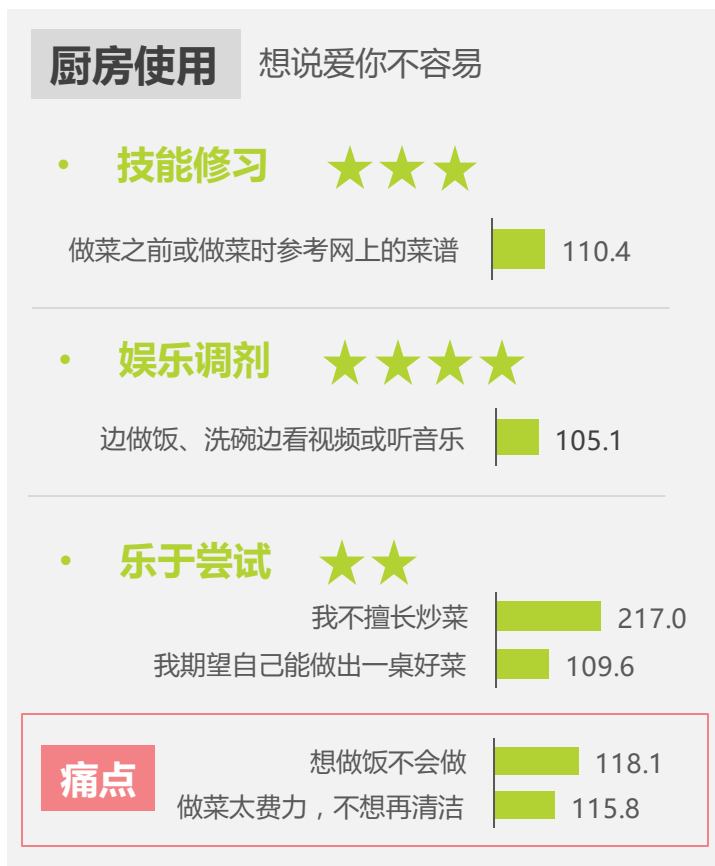 厨房使用 想说爱你不容易
• 技能修习 ★★★
做菜之前或做菜时参考网上的菜谱 110.4
• 娱乐调剂 ★★★★
边做饭、洗碗边看视频或听音乐 105.1
• 乐于尝试 ★★
我不擅长炒菜 217.0
我期望自己能做出一桌好菜 109.6
痛点
想做饭不会做 118.1
做菜太费力，不想再清洁 115.8